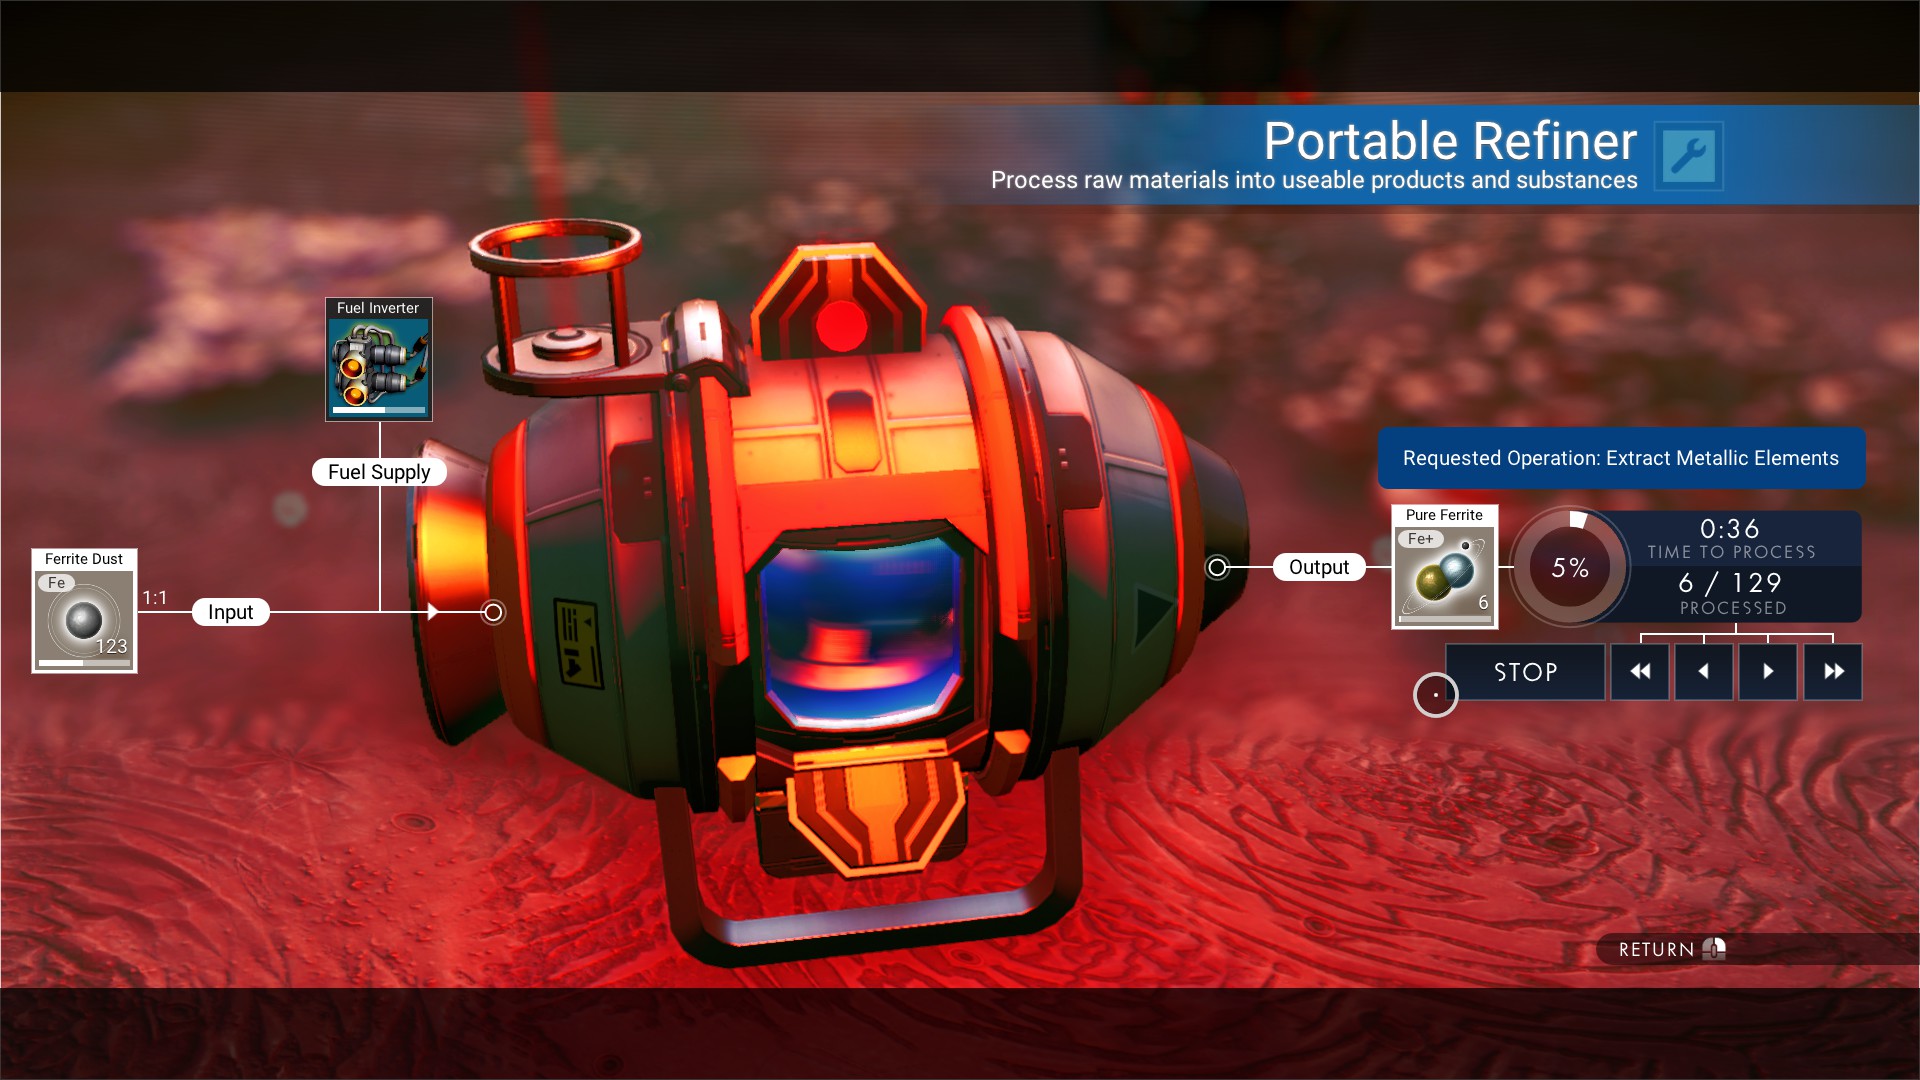 Portable Refiner
Process raw materials into useable products and substances
Fuel Inverter
Fuel Supply
Ferrite Dust
Fe
123
1:1
Input
Output
Requested Operation: Extract Metallic Elements
Pure Ferrite
Fe+
6
5%
0:36
TIME TO PROCESS
6 / 129
PROCESSED
STOP
RETURN